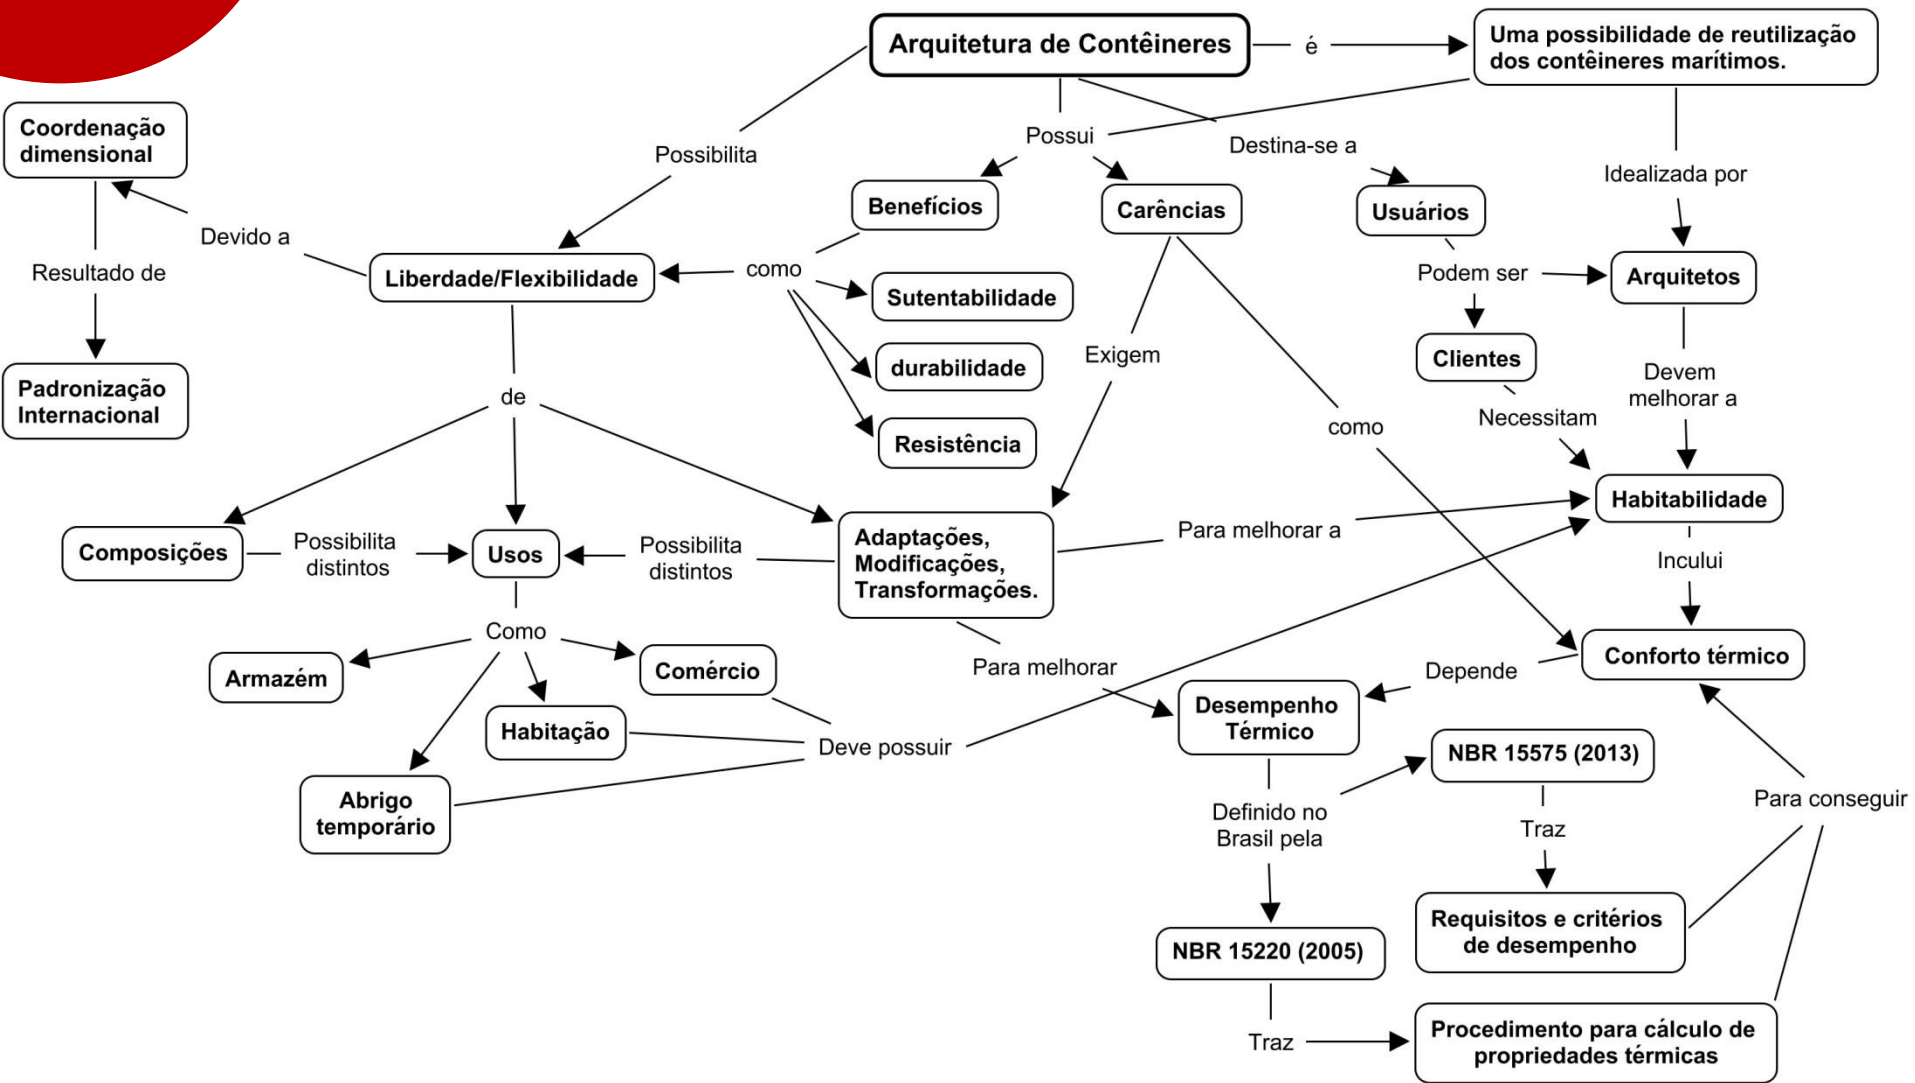 Arquitetura de Contêineres
é
Uma possibilidade de reutilização
dos contêineres marítimos.
Coordenação
dimensional
Possibilita
Possui
Destina-se a
Idealizada por
Benefícios
Carências
Usuários
Devido a
Resultado de
Liberdade/Flexibilidade
como
Sutentabilidade
Podem ser
Arquitetos
durabilidade
Exigem
Clientes
Devem
melhorar a
Padronização
Internacional
de
Resistência
como
Necessitam
Habitabilidade
Composições
Possibilita
distintos
Usos
Possibilita
distintos
Adaptações,
Modificações,
Transformações.
Para melhorar a
Incului
Como
Armazém
Comércio
Para melhorar
Depende
Conforto térmico
Habitação
Deve possuir
Desempenho
Térmico
NBR 15575 (2013)
Abrigo
temporário
Definido no
Brasil pela
Traz
Para conseguir
NBR 15220 (2005)
Requisitos e critérios
de desempenho
Traz
Procedimento para cálculo de
propriedades térmicas